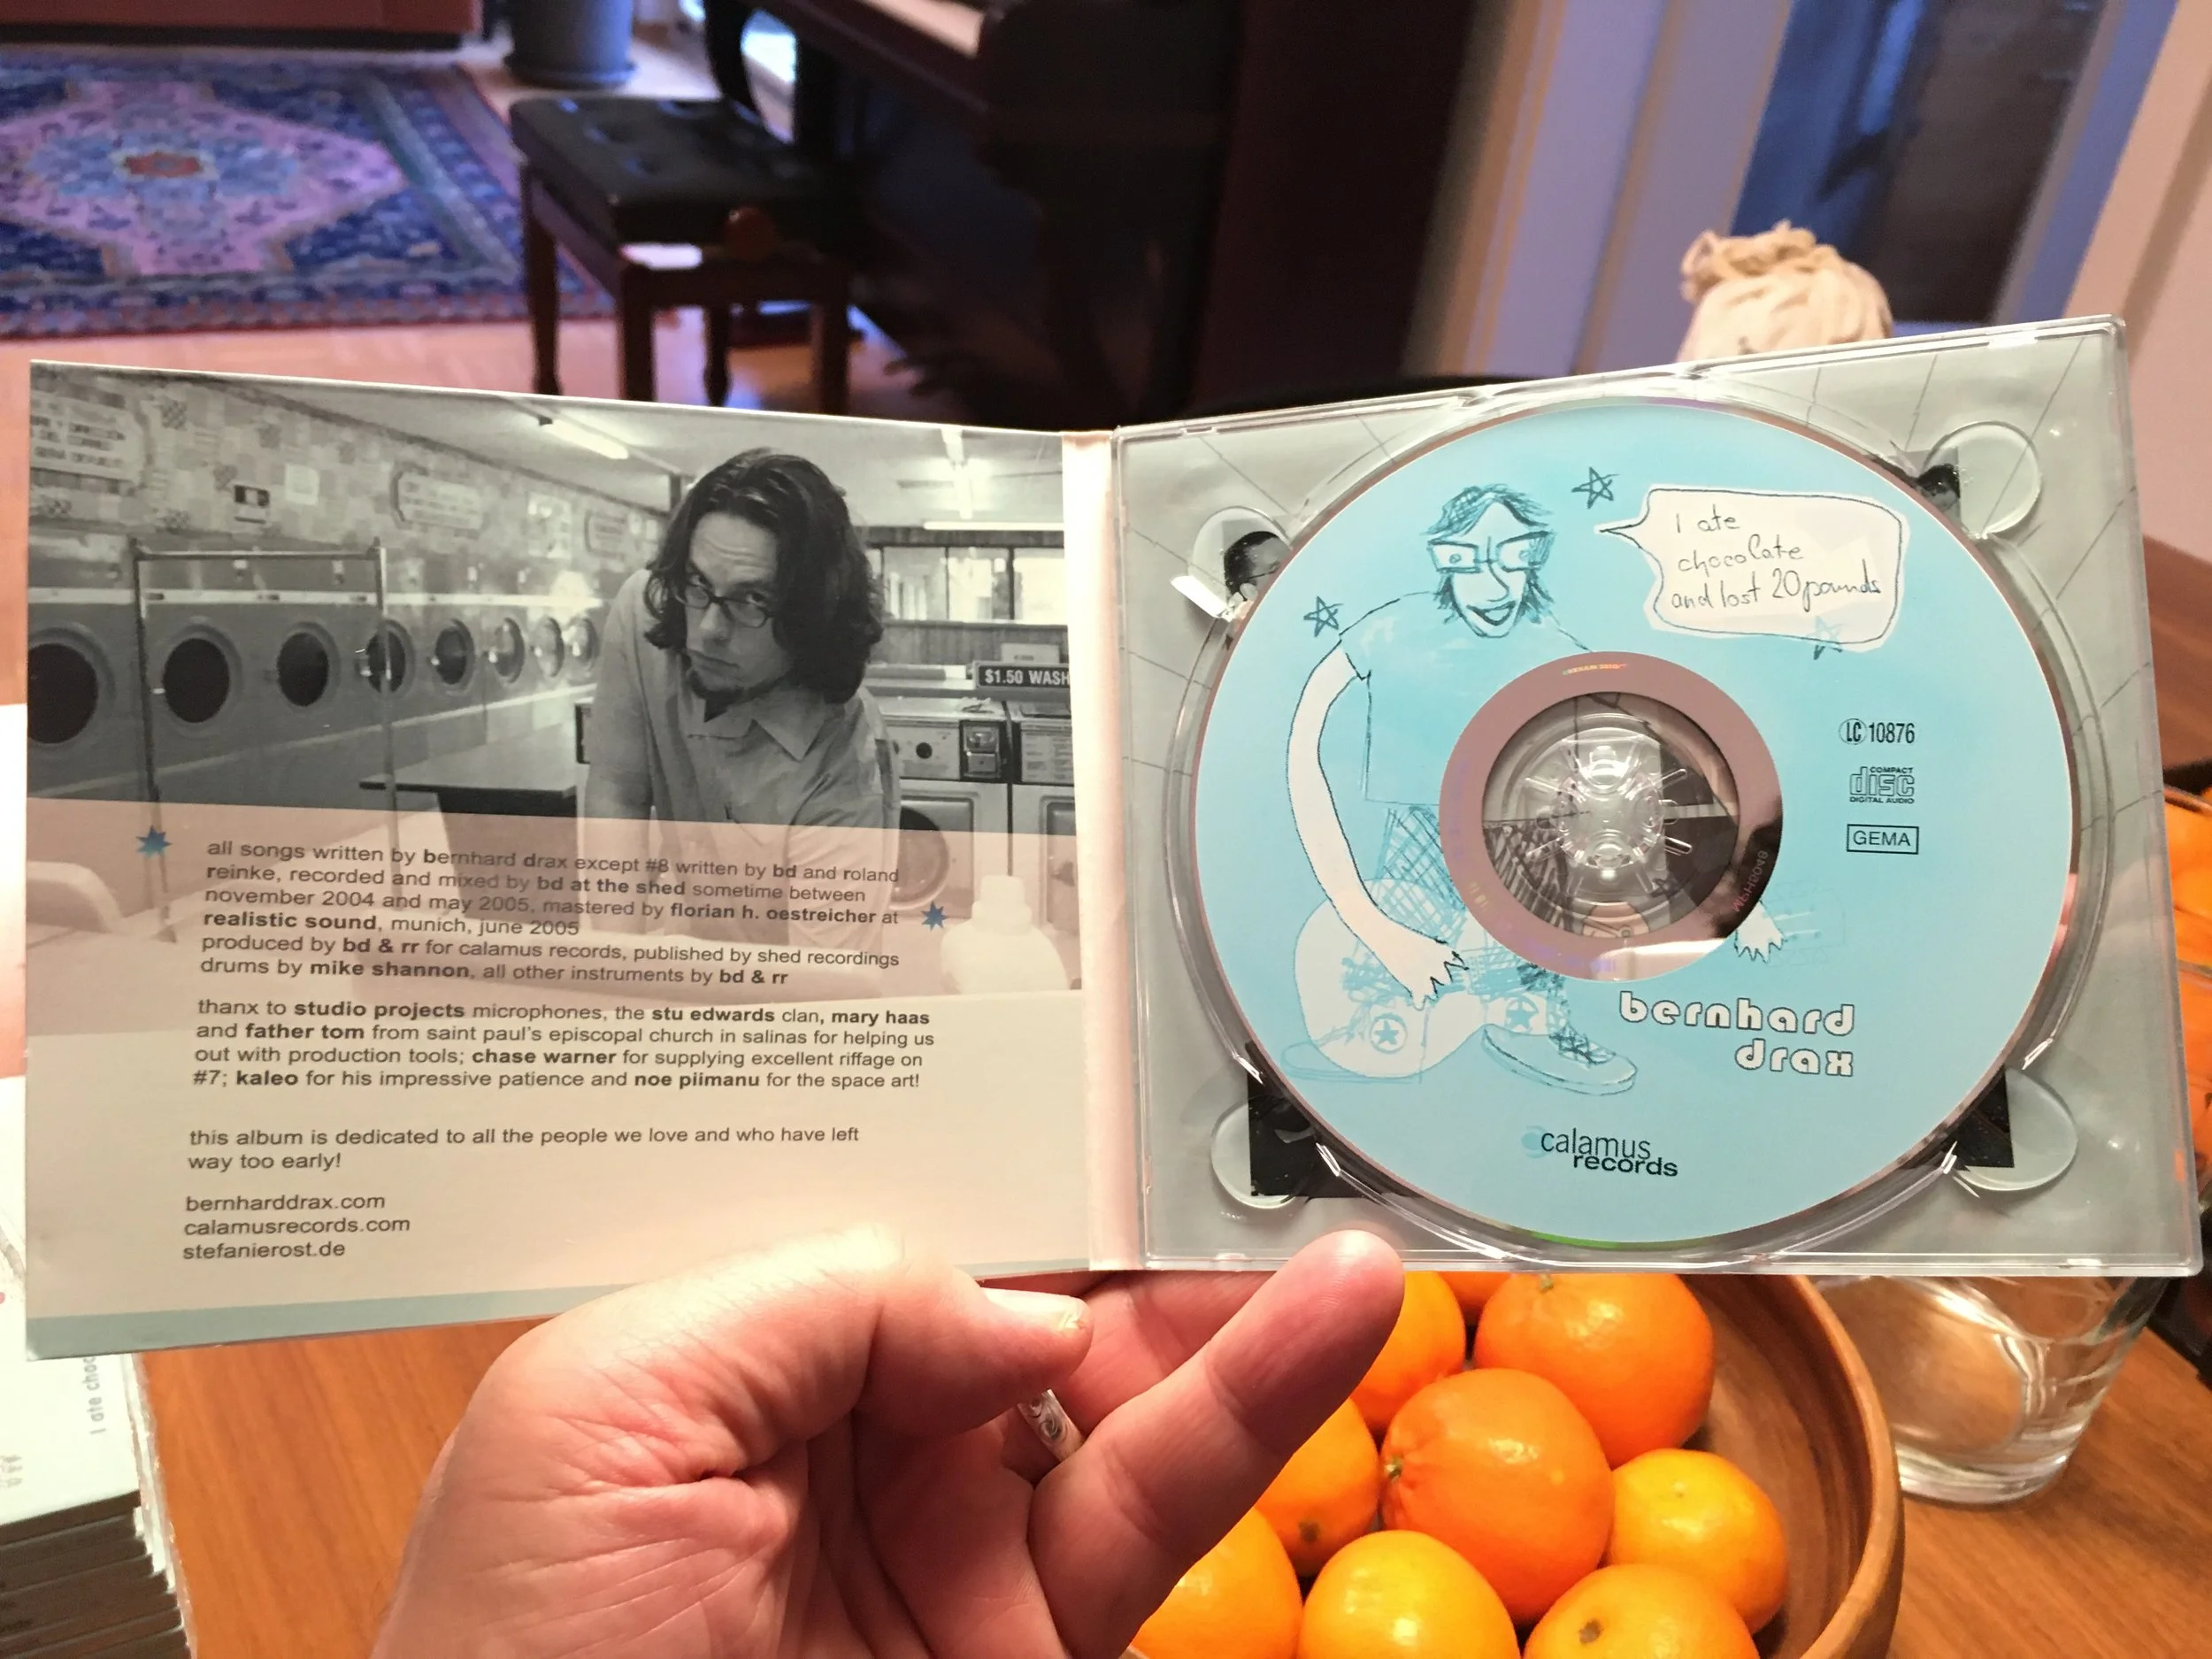 $1.50 WASH
all songs written by bernhard drax except #8 written by bd and roland
reinke, recorded and mixed by bd at the shed sometime between
november 2004 and may 2005, mastered by florian h. oestreicher at
realistic sound, munich, june 2005
produced by bd & rr for calamus records, published by shed recordings
drums by mike shannon, all other instruments by bd & rr
thanx to studio projects microphones, the stu edwards clan, mary haas
and father tom from saint paul's episcopal church in salinas for helping us
out with production tools; chase warner for supplying excellent riffage on
#7; kaleo for his impressive patience and noe piimanu for the space art!
this album is dedicated to all the people we love and who have left
way too early!
bernharddrax.com
calamusrecords.com
stefanierost.de
I ate
chocolate
and lost 20 pounds
LC 10876
COMPACT
disc
DIGITAL AUDIO
GEMA
bernhard
drax
calamus
records
I ate choc